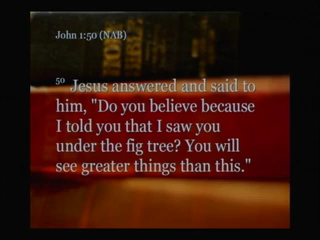 John 1:50 (NAB)
50 Jesus answered and said to
him, "Do you believe because
I told you that I saw you
under the fig tree? You will
see greater things than this."